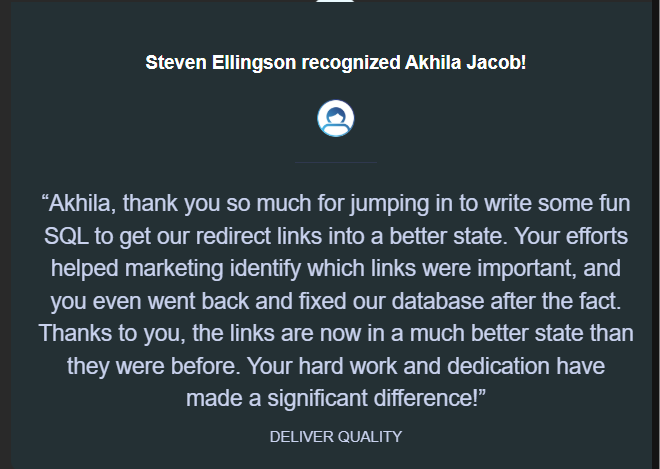 Steven Ellingson recognized Akhila Jacob!
“Akhila, thank you so much for jumping in to write some fun
SQL to get our redirect links into a better state. Your efforts
helped marketing identify which links were important, and
you even went back and fixed our database after the fact.
Thanks to you, the links are now in a much better state than
they were before. Your hard work and dedication have
made a significant difference!”
DELIVER QUALITY